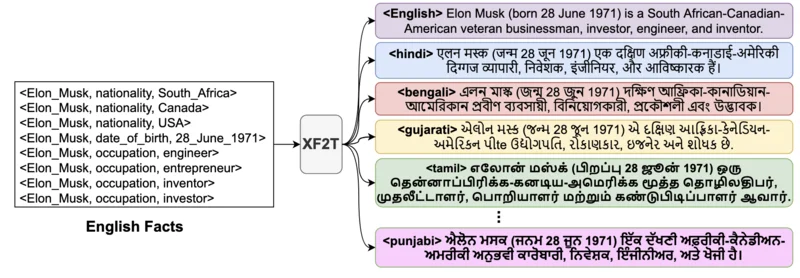 <Elon_Musk, nationality, South_Africa>
<Elon_Musk, nationality, Canada>
<Elon_Musk, nationality, USA>
<Elon_Musk, date_of_birth, 28_June_1971>
<Elon_Musk, occupation, engineer>
<Elon_Musk, occupation, entrepreneur>
<Elon_Musk, occupation, inventor>
<Elon_Musk, occupation, investor>
English Facts
XF2T
<English> Elon Musk (born 28 June 1971) is a South African-Canadian-
American veteran businessman, investor, engineer, and inventor.
<hindi> एलन मस्क (जन्म 28 जून 1971) एक दक्षिण अफ्रीकी-कनाडाई-अमेरिकी
दिग्गज व्यापारी, निवेशक, इंजीनियर, और आविष्कारक हैं।
<bengali> এলন মাস্ক (জন্ম 28 জুন 1971) দক্ষিণ আফ্রিকা-কানাডিয়ান-
আমেরিকান প্রবীণ ব্যবসায়ী, বিনিয়োগকারী, প্রকৌশলী এবং উদ্ভাবক।
<gujarati> એલોન મસ્ક (જન્મ 28 જૂન 1971) એ દક્ષિણ આફ્રિકા-કેનેડિયન-
અમેરિકન પીte ઉદ્યોગપતિ, રોકાણકાર, ઇજનેર અને શોધક છે.
<tamil> எலோன் மஸ்க் (பிறப்பு 28 ஜூன் 1971) ஒரு
தென்னாப்பிரிக்க-கனடிய-அமெரிக்க மூத்த தொழிலதிபர்,
முதலீட்டாளர், பொறியாளர் மற்றும் கண்டுபிடிப்பாளர் ஆவார்.
<punjabi> ਐਲੋਨ ਮਸਕ (ਜਨਮ 28 ਜੂਨ 1971) ਇੱਕ ਦੱਖਣੀ ਅਫ਼ਰੀਕੀ-ਕੈਨੇਡੀਅਨ-
ਅਮਰੀਕੀ ਅਨੁਭਵੀ ਕਾਰੋਬਾਰੀ, ਨਿਵੇਸ਼ਕ, ਇੰਜੀਨੀਅਰ, ਅਤੇ ਖੋਜੀ ਹੈ।